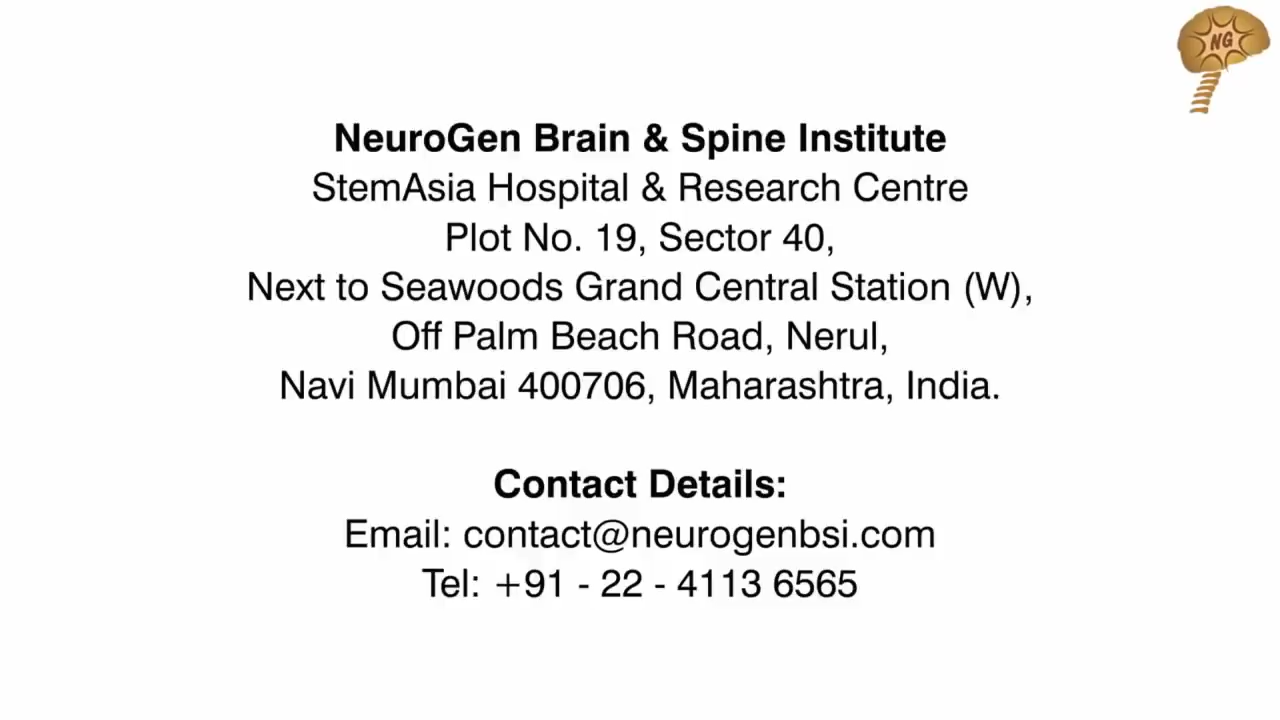 NG
NeuroGen Brain & Spine Institute
StemAsia Hospital & Research Centre
Plot No. 19, Sector 40,
Next to Seawoods Grand Central Station (W),
Off Palm Beach Road, Nerul,
Navi Mumbai 400706, Maharashtra, India.
Contact Details:
Email: contact@neurogenbsi.com
Tel: +91 - 22 - 4113 6565